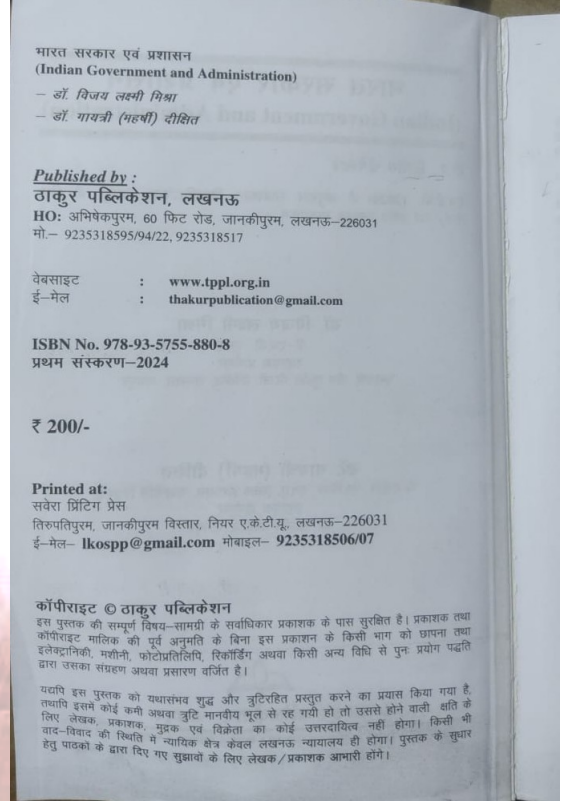 भारत सरकार एवं प्रशासन
(Indian Government and Administration)
– डॉ. विजय लक्ष्मी मिश्रा
– डॉ. गायत्री (महर्षी) दीक्षित
Published by :
ठाकुर पब्लिकेशन, लखनऊ
HO: अभिषेकपुरम, 60 फिट रोड, जानकीपुरम, लखनऊ–226031
मो.– 9235318595/94/22, 9235318517
वेबसाइट : www.tppl.org.in
ई–मेल : thakurpublication@gmail.com
ISBN No. 978-93-5755-880-8
प्रथम संस्करण–2024
₹ 200/-
Printed at:
सवेरा प्रिंटिग प्रेस
तिरुपतिपुरम, जानकीपुरम विस्तार, नियर ए.के.टी.यू., लखनऊ–226031
ई–मेल– lkospp@gmail.com मोबाइल– 9235318506/07
कॉपीराइट © ठाकुर पब्लिकेशन
इस पुस्तक की सम्पूर्ण विषय–सामग्री के सर्वाधिकार प्रकाशक के पास सुरक्षित है। प्रकाशक तथा
कॉपीराइट मालिक की पूर्व अनुमति के बिना इस प्रकाशन के किसी भाग को छापना तथा
इलेक्ट्रानिकी, मशीनी, फोटोप्रतिलिपि, रिकॉर्डिंग अथवा किसी अन्य विधि से पुनः प्रयोग पद्धति
द्वारा उसका संग्रहण अथवा प्रसारण वर्जित है।
यद्यपि इस पुस्तक को यथासंभव शुद्ध और त्रुटिरहित प्रस्तुत करने का प्रयास किया गया है,
तथापि इसमें कोई कमी अथवा त्रुटि मानवीय भूल से रह गयी हो तो उससे होने वाली क्षति के
लिए लेखक, प्रकाशक, मुद्रक एवं विक्रेता का कोई उत्तरदायित्व नही होगा। किसी भी
वाद–विवाद की स्थिति में न्यायिक क्षेत्र केवल लखनऊ न्यायालय ही होगा। पुस्तक के सुधार
हेतु पाठकों के द्वारा दिए गए सुझावों के लिए लेखक/प्रकाशक आभारी होंगे।